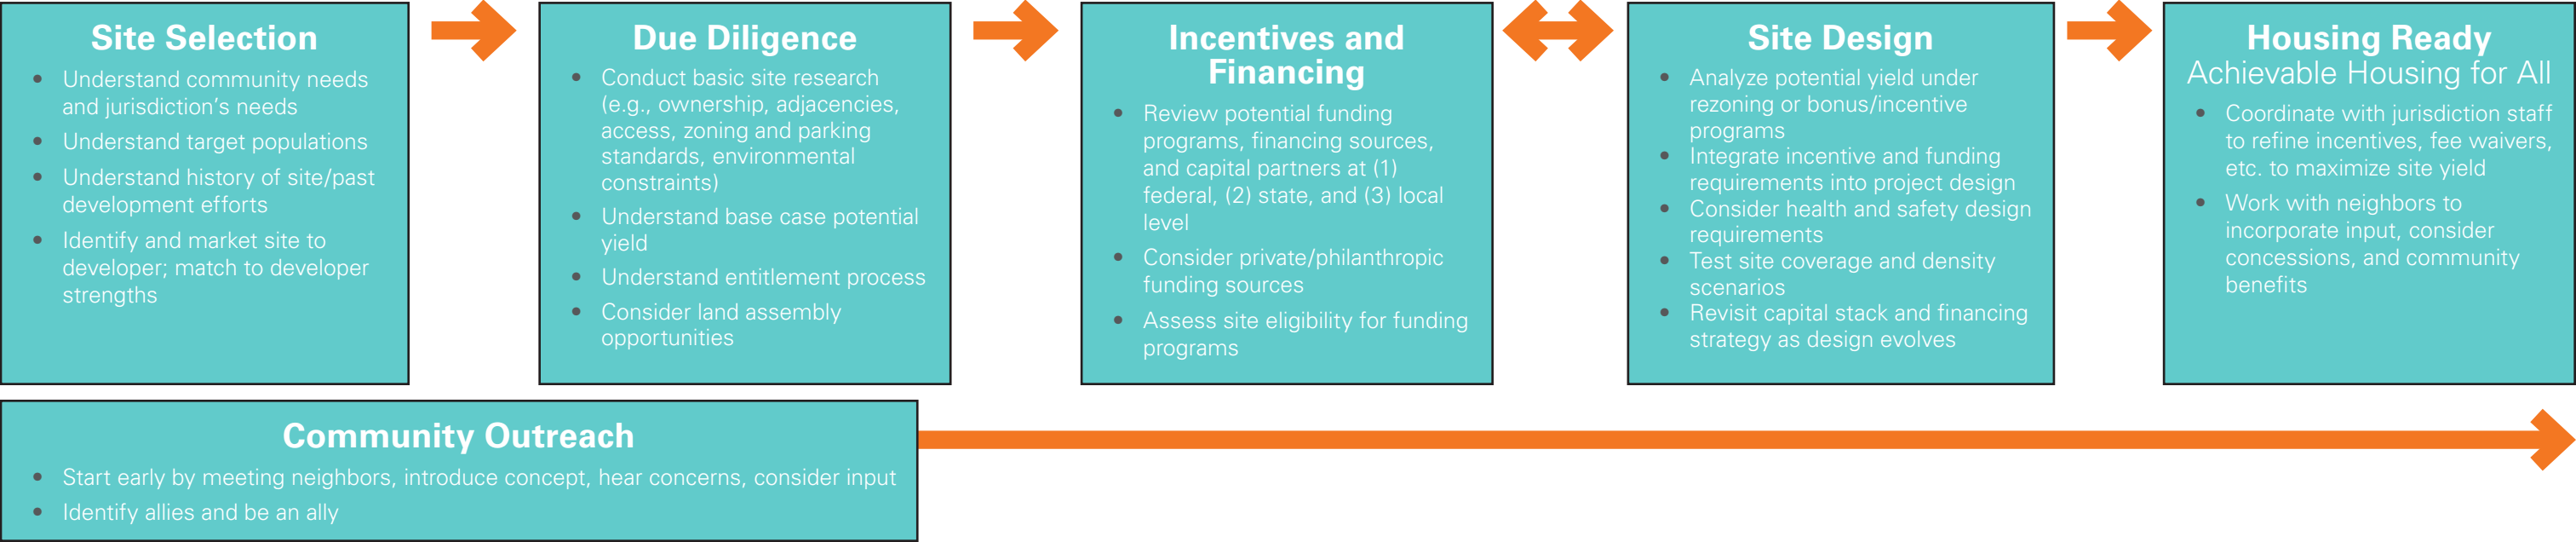 Site Selection
• Understand community needs
and jurisdiction's needs
• Understand target populations
• Understand history of site/past
development efforts
• Identify and market site to
developer; match to developer
strengths
Due Diligence
• Conduct basic site research
(e.g., ownership, adjacencies,
access, zoning and parking
standards, environmental
constraints)
• Understand base case potential
yield
• Understand entitlement process
• Consider land assembly
opportunities
Incentives and
Financing
• Review potential funding
programs, financing sources,
and capital partners at (1)
federal, (2) state, and (3) local
level
• Consider private/philanthropic
funding sources
• Assess site eligibility for funding
programs
Site Design
• Analyze potential yield under
rezoning or bonus/incentive
programs
• Integrate incentive and funding
requirements into project design
• Consider health and safety design
requirements
• Test site coverage and density
scenarios
• Revisit capital stack and financing
strategy as design evolves
Housing Ready
Achievable Housing for All
• Coordinate with jurisdiction staff
to refine incentives, fee waivers,
etc. to maximize site yield
• Work with neighbors to
incorporate input, consider
concessions, and community
benefits
Community Outreach
• Start early by meeting neighbors, introduce concept, hear concerns, consider input
• Identify allies and be an ally